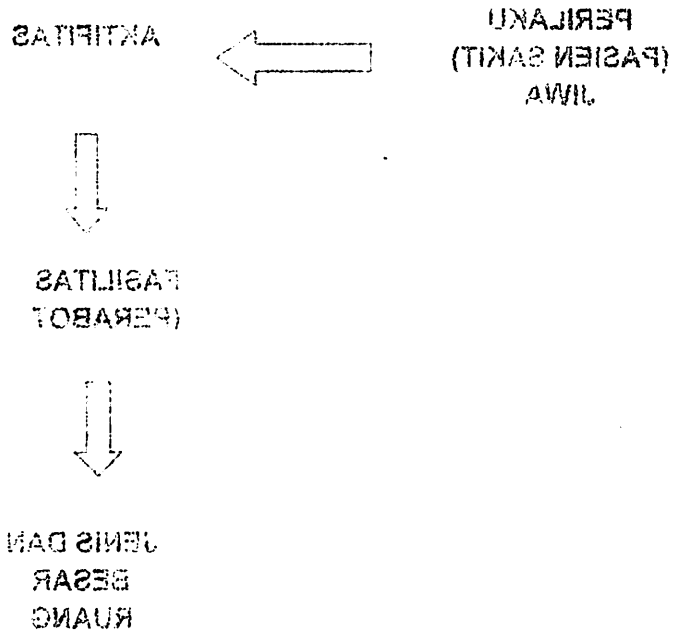 PERILAKU
(PASIEN SAKIT)
JIWA
AKTIFITAS
FASILITAS
(PERABOT
JENIS DAN
BESAR
RUANG